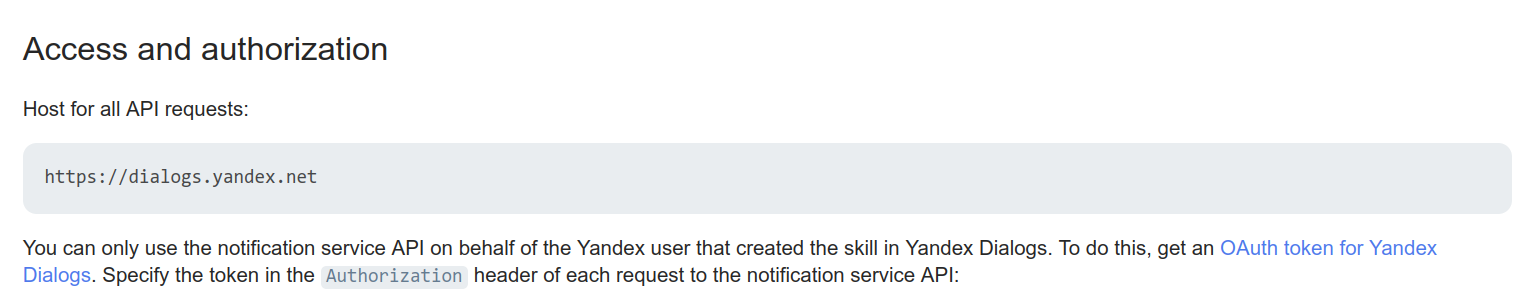 Access and authorization
Host for all API requests:
https://dialogs.yandex.net
You can only use the notification service API on behalf of the Yandex user that created the skill in Yandex Dialogs. To do this, get an OAuth token for Yandex
Dialogs. Specify the token in the Authorization header of each request to the notification service API: